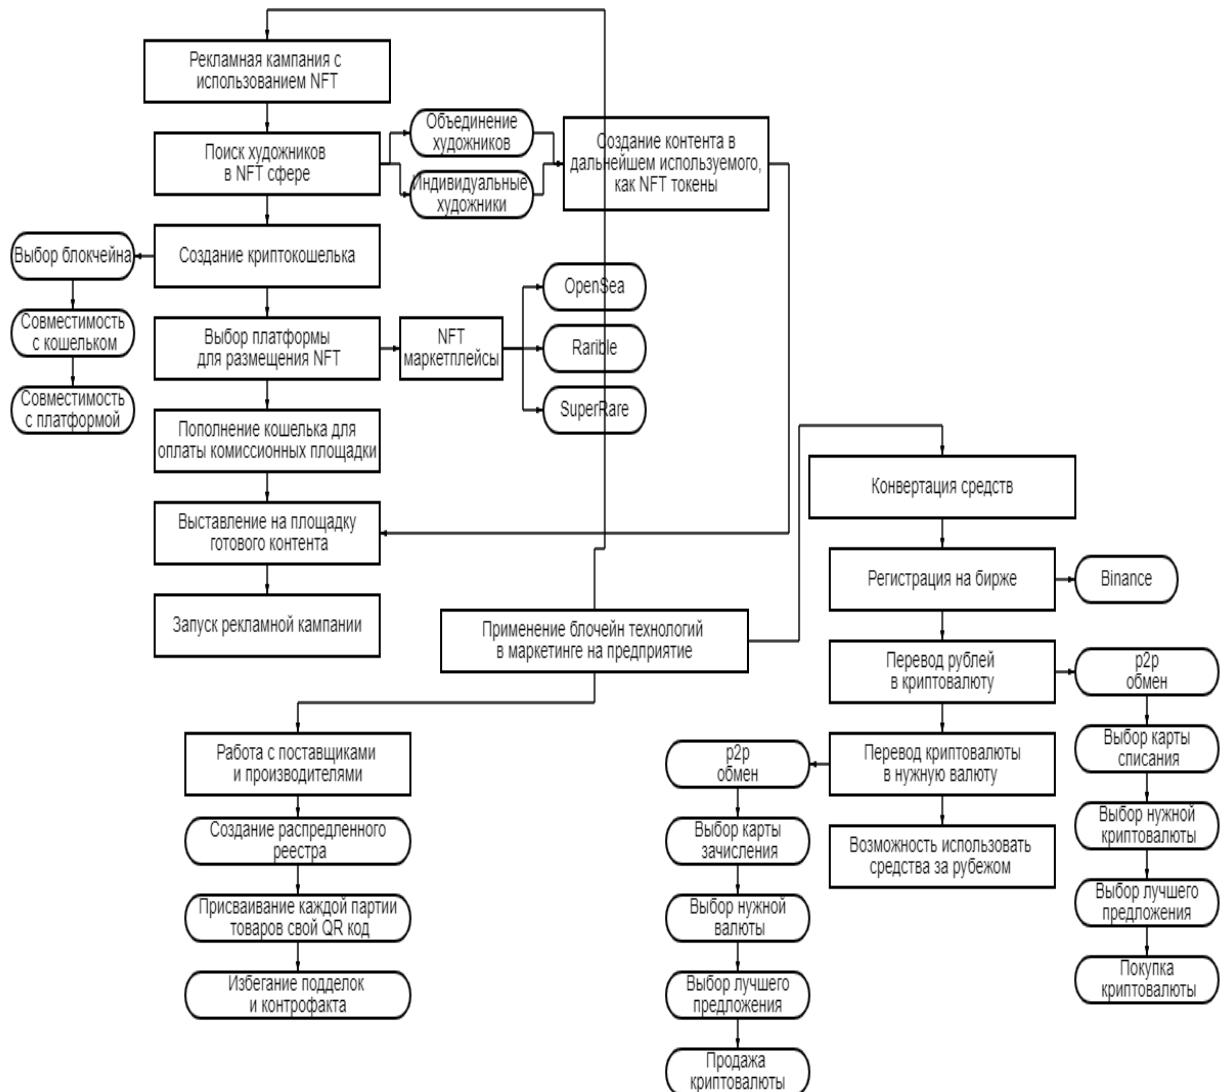 Рекламная кампания с
использованием NFT
Поиск художников
в NFT сфере
Объединение
художников
Индивидуальные
художники
Создание контента в
дальнейшем используемого,
как NFT токены
Создание криптокошелька
Выбор блокчейна
Совместимость
с кошельком
Совместимость
с платформой
Выбор платформы
для размещения NFT
NFT
маркетплейсы
OpenSea
Rarible
SuperRare
Пополнение кошелька для
оплаты комиссионных площадки
Выставление на площадку
готового контента
Запуск рекламной кампании
Применение блочейн технологий
в маркетинге на предприятие
Работа с поставщиками
и производителями
Создание распредленного
реестра
Присваивание каждой партии
товаров свой QR код
Избегание подделок
и контрофакта
Конвертация средств
Регистрация на бирже
Binance
Перевод рублей
в криптовалюту
p2p
обмен
Выбор карты
списания
Выбор нужной
криптовалюты
Выбор лучшего
предложения
Покупка
криптовалюты
Перевод криптовалюты
в нужную валюту
p2p
обмен
Выбор карты
зачисления
Выбор нужной
валюты
Выбор лучшего
предложения
Продажа
криптовалюты
Возможность использовать
средства за рубежом